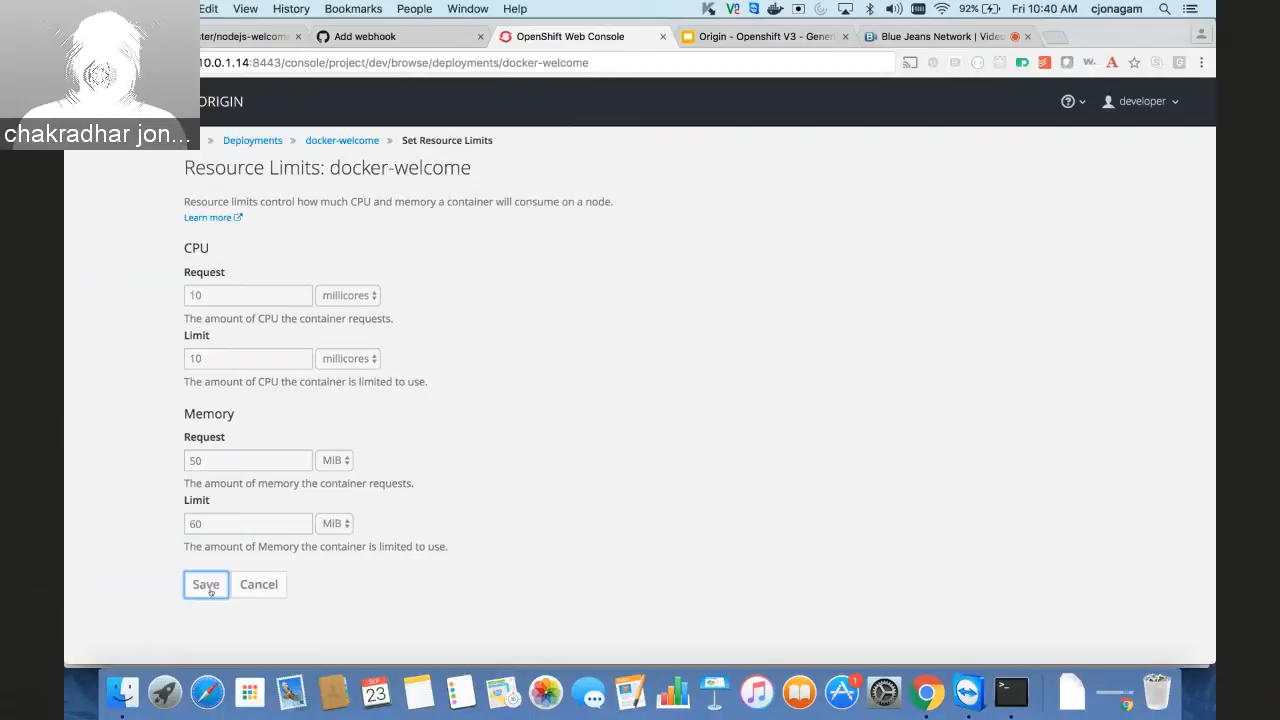 Edit View History Bookmarks People Window Help 92% Fri 10:40 AM cjonagam
ster/nodejs-welcome Add webhook OpenShift Web Console Origin - Openshift V3 - Gener Blue Jeans Network | Video
10.0.1.14:8443/console/project/dev/browse/deployments/docker-welcome
ORIGIN developer
chakradhar jon...
Deployments » docker-welcome » Set Resource Limits
Resource Limits: docker-welcome
Resource limits control how much CPU and memory a container will consume on a node.
Learn more
CPU
Request
10 millicores
The amount of CPU the container requests.
Limit
10 millicores
The amount of CPU the container is limited to use.
Memory
Request
50 MiB
The amount of memory the container requests.
Limit
60 MiB
The amount of Memory the container is limited to use.
Save Cancel
SEP
23
1